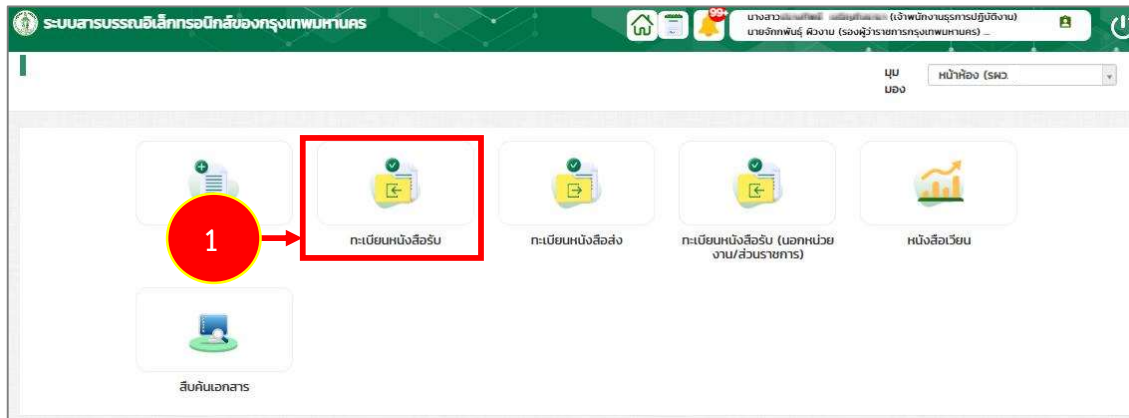 ระบบสารบรรณอิเล็กทรอนิกส์ของกรุงเทพมหานคร
99+
นางสาว (เจ้าพนักงานธุรการปฏิบัติงาน)
นายจักกพันธุ์ ผิวงาม (รองผู้ว่าราชการกรุงเทพมหานคร) ...
มุม
มอง
หน้าห้อง (รผว.
1
ทะเบียนหนังสือรับ
ทะเบียนหนังสือส่ง
ทะเบียนหนังสือรับ (นอกหน่วย
งาน/ส่วนราชการ)
หนังสือเวียน
สืบค้นเอกสาร